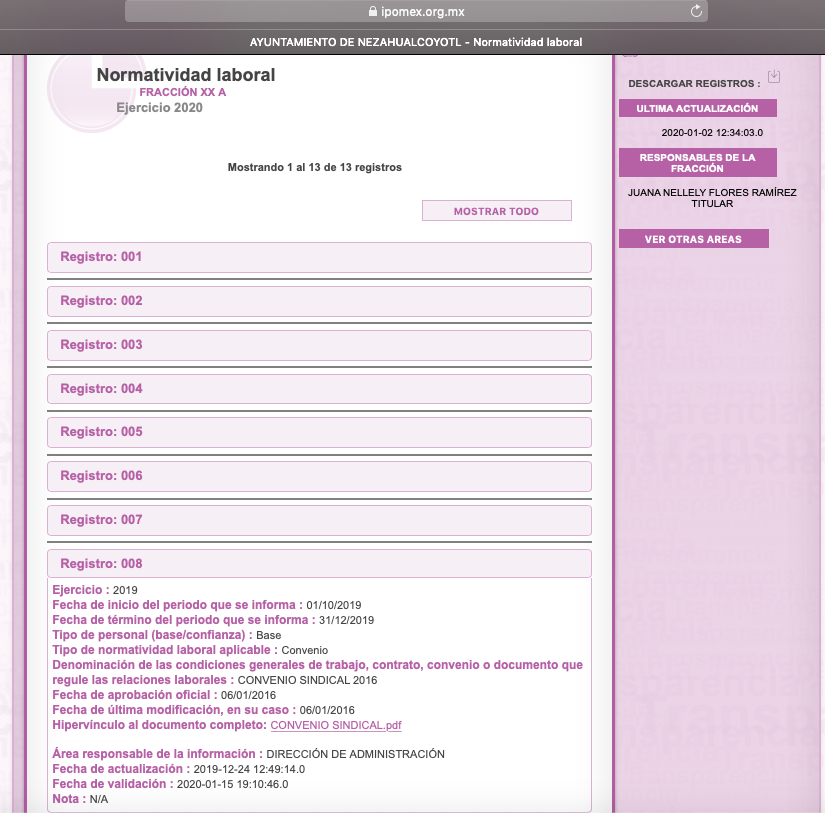 ipomex.org.mx
AYUNTAMIENTO DE NEZAHUALCOYOTL - Normatividad laboral
Normatividad laboral
FRACCIÓN XX A
Ejercicio 2020
Mostrando 1 al 13 de 13 registros
MOSTRAR TODO
Registro: 001
Registro: 002
Registro: 003
Registro: 004
Registro: 005
Registro: 006
Registro: 007
Registro: 008
Ejercicio : 2019
Fecha de inicio del periodo que se informa : 01/10/2019
Fecha de término del periodo que se informa : 31/12/2019
Tipo de personal (base/confianza) : Base
Tipo de normatividad laboral aplicable : Convenio
Denominación de las condiciones generales de trabajo, contrato, convenio o documento que
regule las relaciones laborales : CONVENIO SINDICAL 2016
Fecha de aprobación oficial : 06/01/2016
Fecha de última modificación, en su caso : 06/01/2016
Hipervínculo al documento completo: CONVENIO SINDICAL.pdf
Área responsable de la información : DIRECCIÓN DE ADMINISTRACIÓN
Fecha de actualización : 2019-12-24 12:49:14.0
Fecha de validación : 2020-01-15 19:10:46.0
Nota : N/A
DESCARGAR REGISTROS :
ULTIMA ACTUALIZACIÓN
2020-01-02 12:34:03.0
RESPONSABLES DE LA
FRACCIÓN
JUANA NELLELY FLORES RAMÍREZ
TITULAR
VER OTRAS AREAS